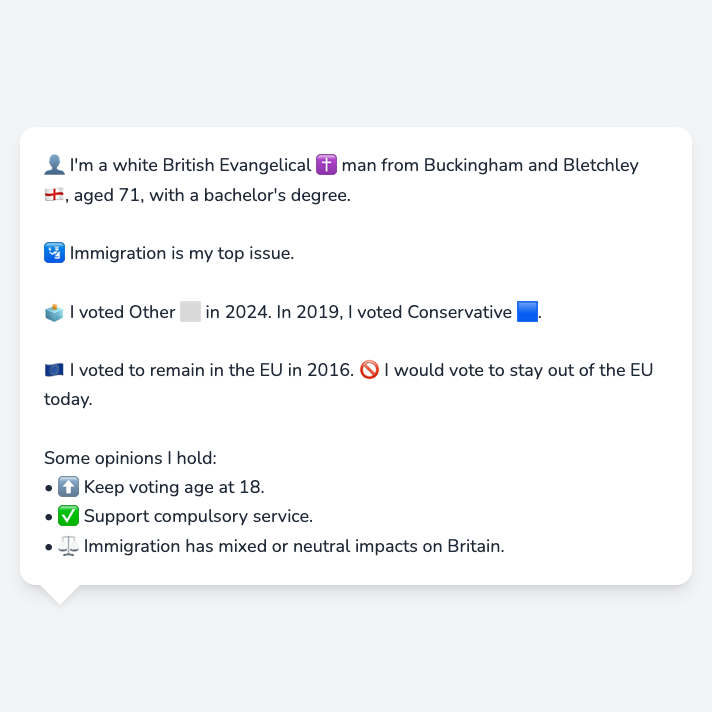 👤 I'm a white British Evangelical ✝️ man from Buckingham and Bletchley
🏴󠁧󠁢󠁥󠁮󠁧󠁿, aged 71, with a bachelor's degree.
🛂 Immigration is my top issue.
🗳️ I voted Other ⬜ in 2024. In 2019, I voted Conservative 🟦.
🇪🇺 I voted to remain in the EU in 2016. 🚫 I would vote to stay out of the EU
today.
Some opinions I hold:
• ⬆️ Keep voting age at 18.
• ✅ Support compulsory service.
• ⚖️ Immigration has mixed or neutral impacts on Britain.